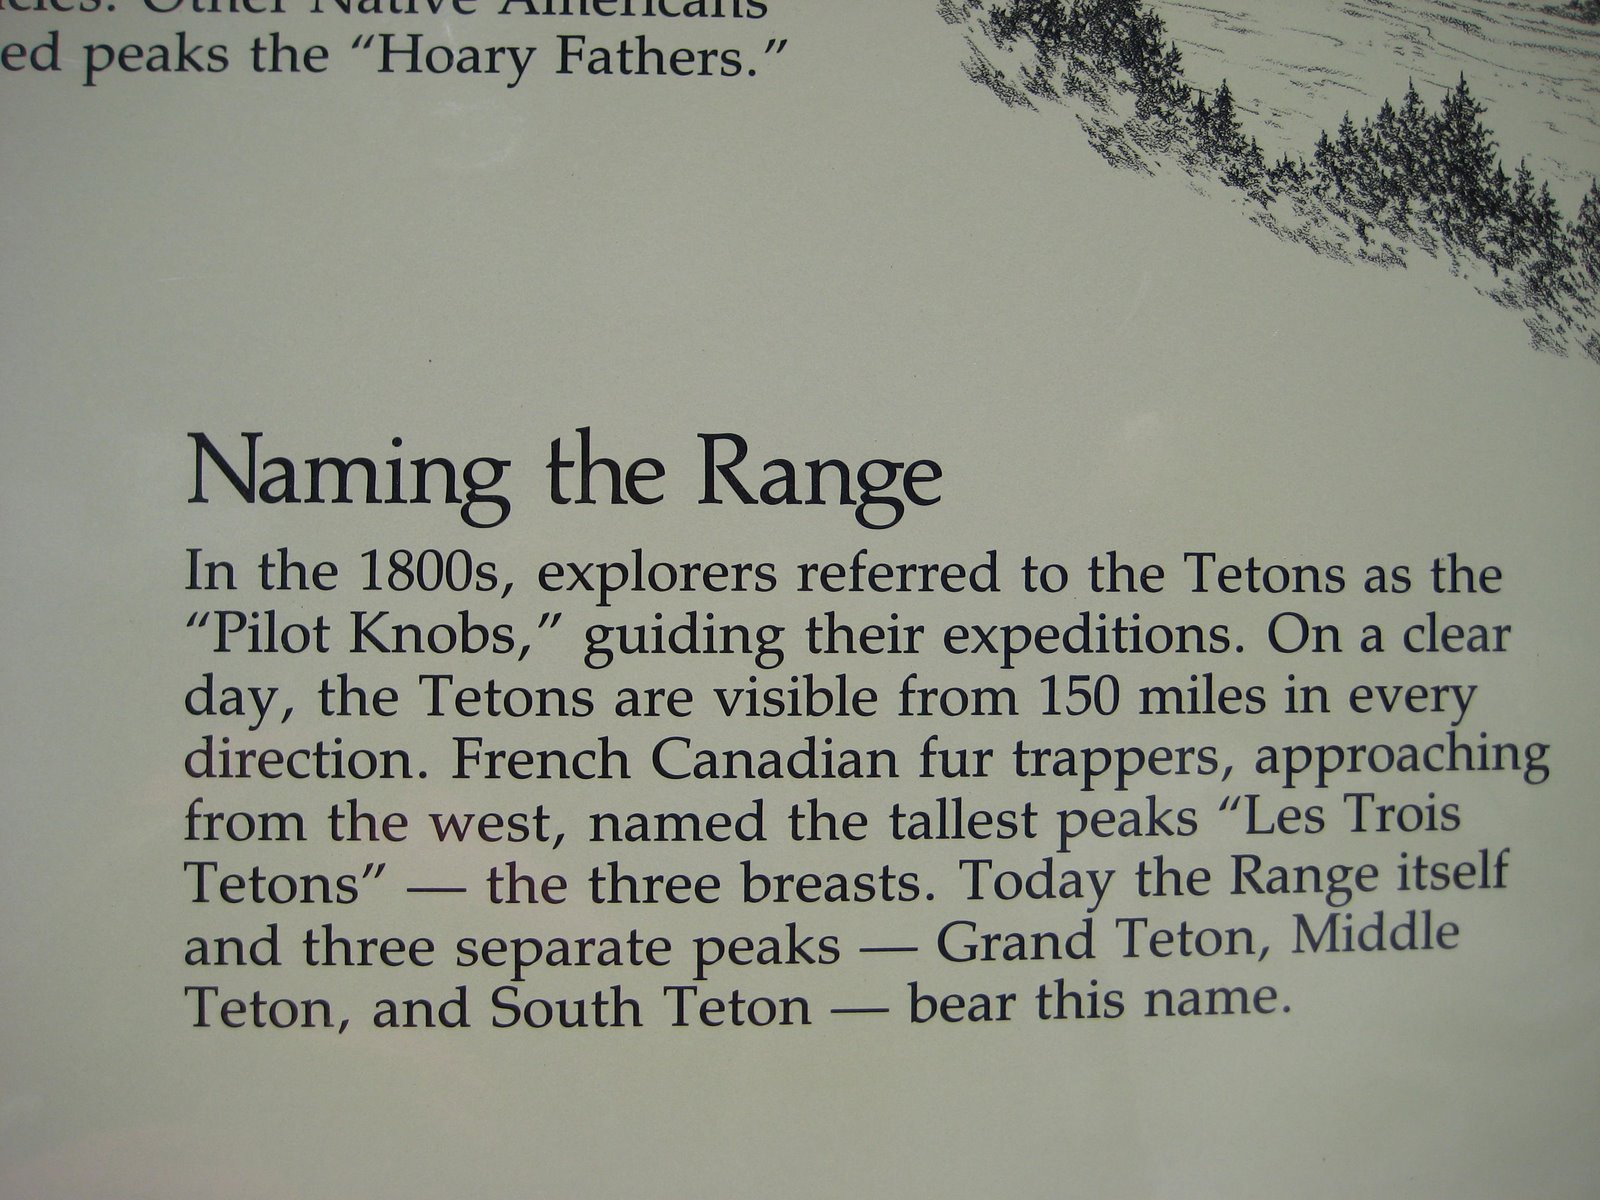 Other Native Americans
peaks the “Hoary Fathers.”
Naming the Range
In the 1800s, explorers referred to the Tetons as the
“Pilot Knobs,” guiding their expeditions. On a clear
day, the Tetons are visible from 150 miles in every
direction. French Canadian fur trappers, approaching
from the west, named the tallest peaks “Les Trois
Tetons” — the three breasts. Today the Range itself
and three separate peaks — Grand Teton, Middle
Teton, and South Teton — bear this name.